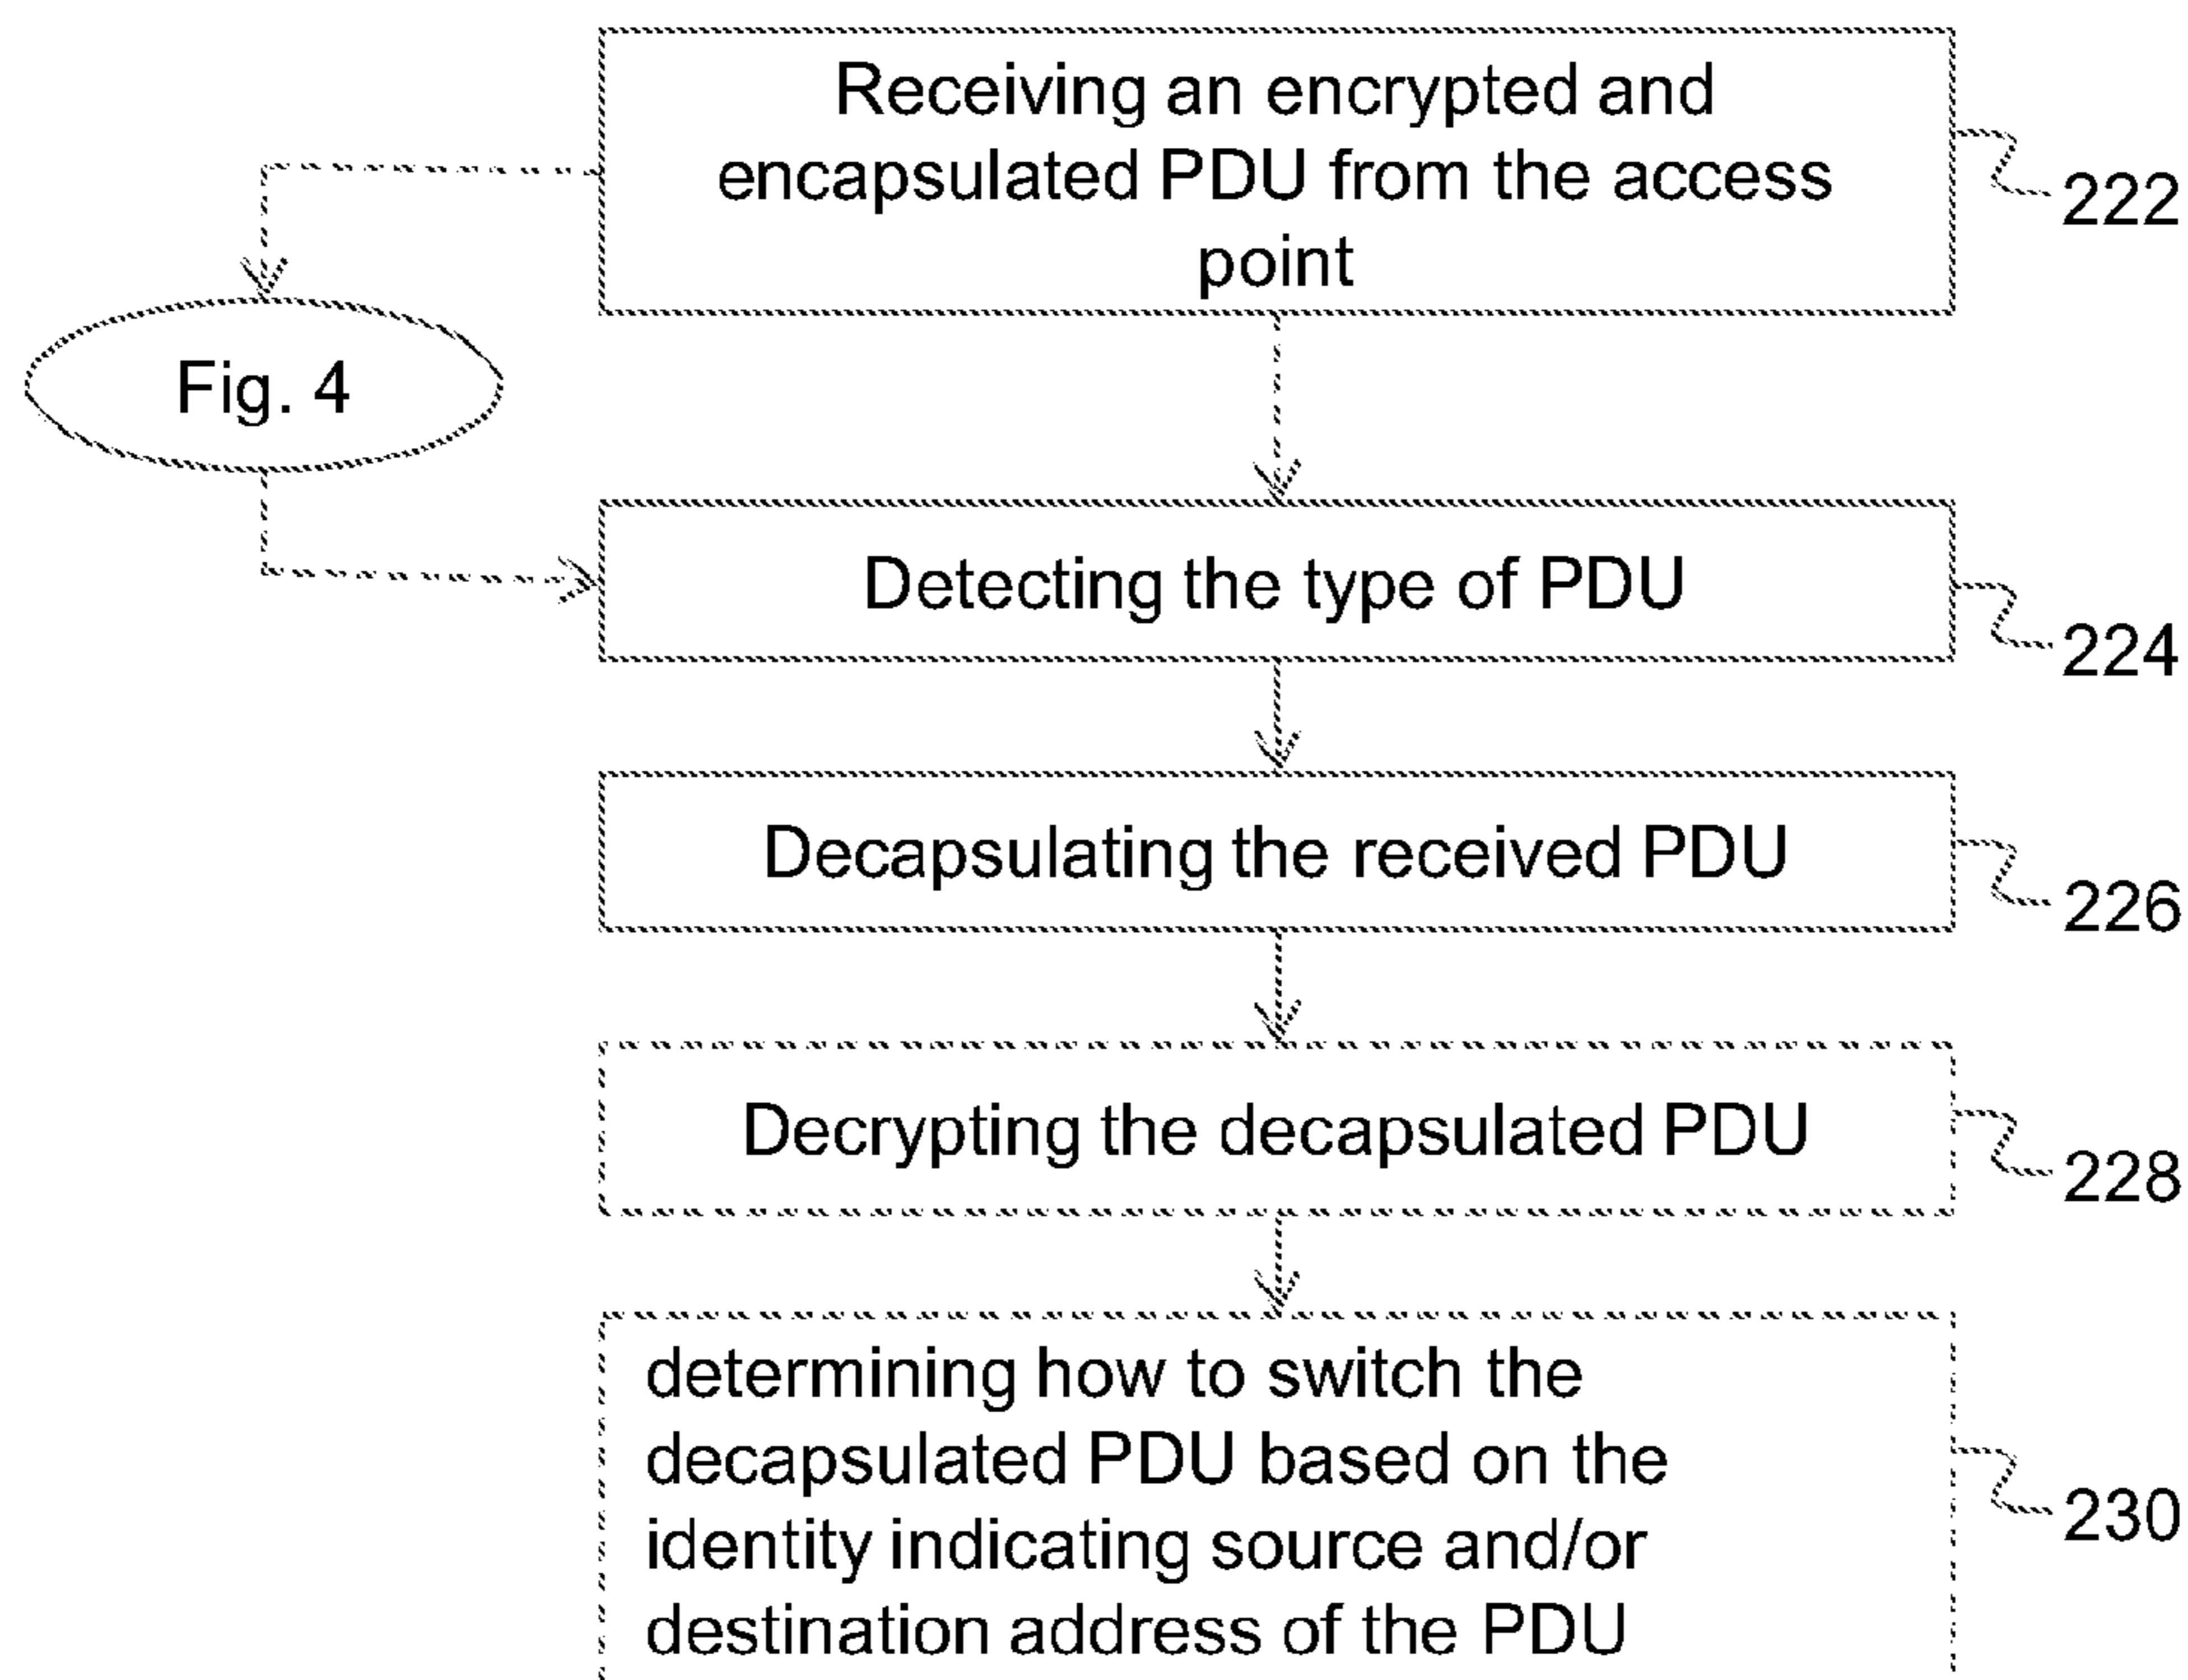 Receiving an encrypted and
encapsulated PDU from the access
point
222
Fig. 4
Detecting the type of PDU
224
Decapsulating the received PDU
226
Decrypting the decapsulated PDU
228
determining how to switch the
decapsulated PDU based on the
identity indicating source and/or
destination address of the PDU
230